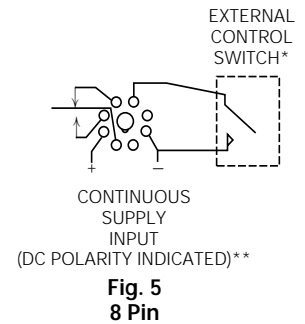 EXTERNAL
CONTROL
SWITCH*
+ –
CONTINUOUS
SUPPLY
INPUT
(DC POLARITY INDICATED)**
Fig. 5
8 Pin